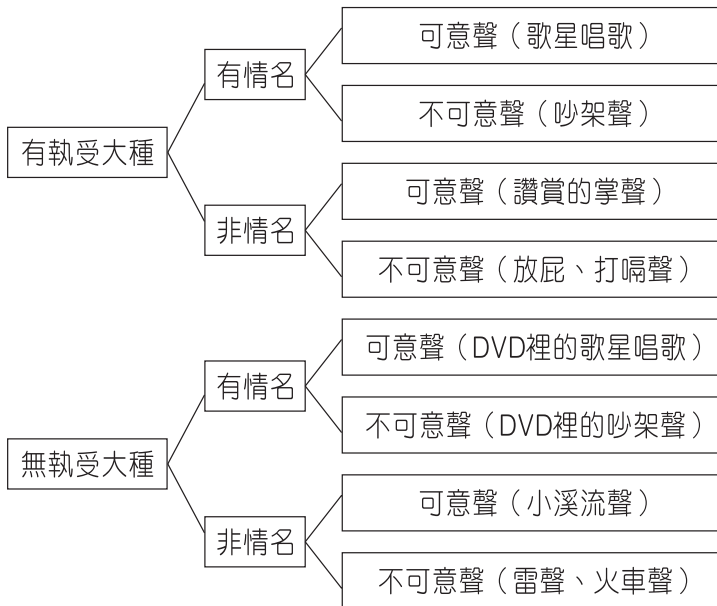 有執受大種
有情名
可意聲（歌星唱歌）
不可意聲（吵架聲）
非情名
可意聲（讚賞的掌聲）
不可意聲（放屁、打嗝聲）
無執受大種
有情名
可意聲（DVD裡的歌星唱歌）
不可意聲（DVD裡的吵架聲）
非情名
可意聲（小溪流聲）
不可意聲（雷聲、火車聲）